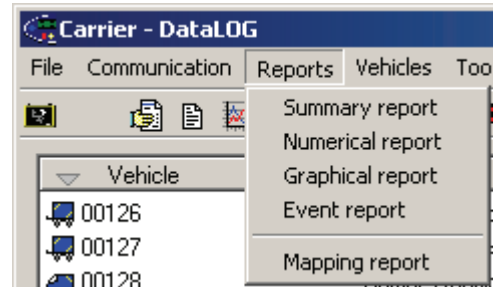 Carrier - DataLOG
File Communication Reports Vehicles
Summary report
Numerical report
Graphical report
Event report
Mapping report
Vehicle
00126
00127
00128